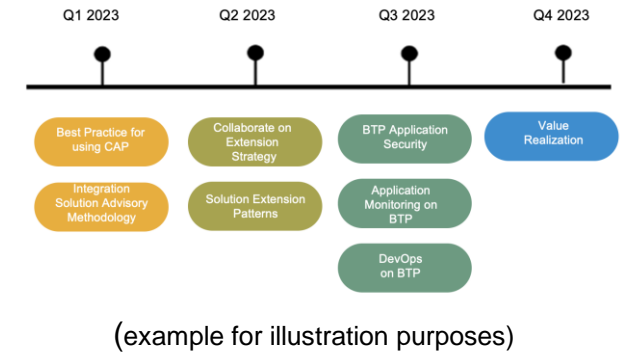 Q1 2023
Q2 2023
Q3 2023
Q4 2023
Best Practice for
using CAP
Collaborate on
Extension
Strategy
BTP Application
Security
Value
Realization
Integration
Solution Advisory
Methodology
Solution Extension
Patterns
Application
Monitoring on
BTP
DevOps
on BTP
(example for illustration purposes)